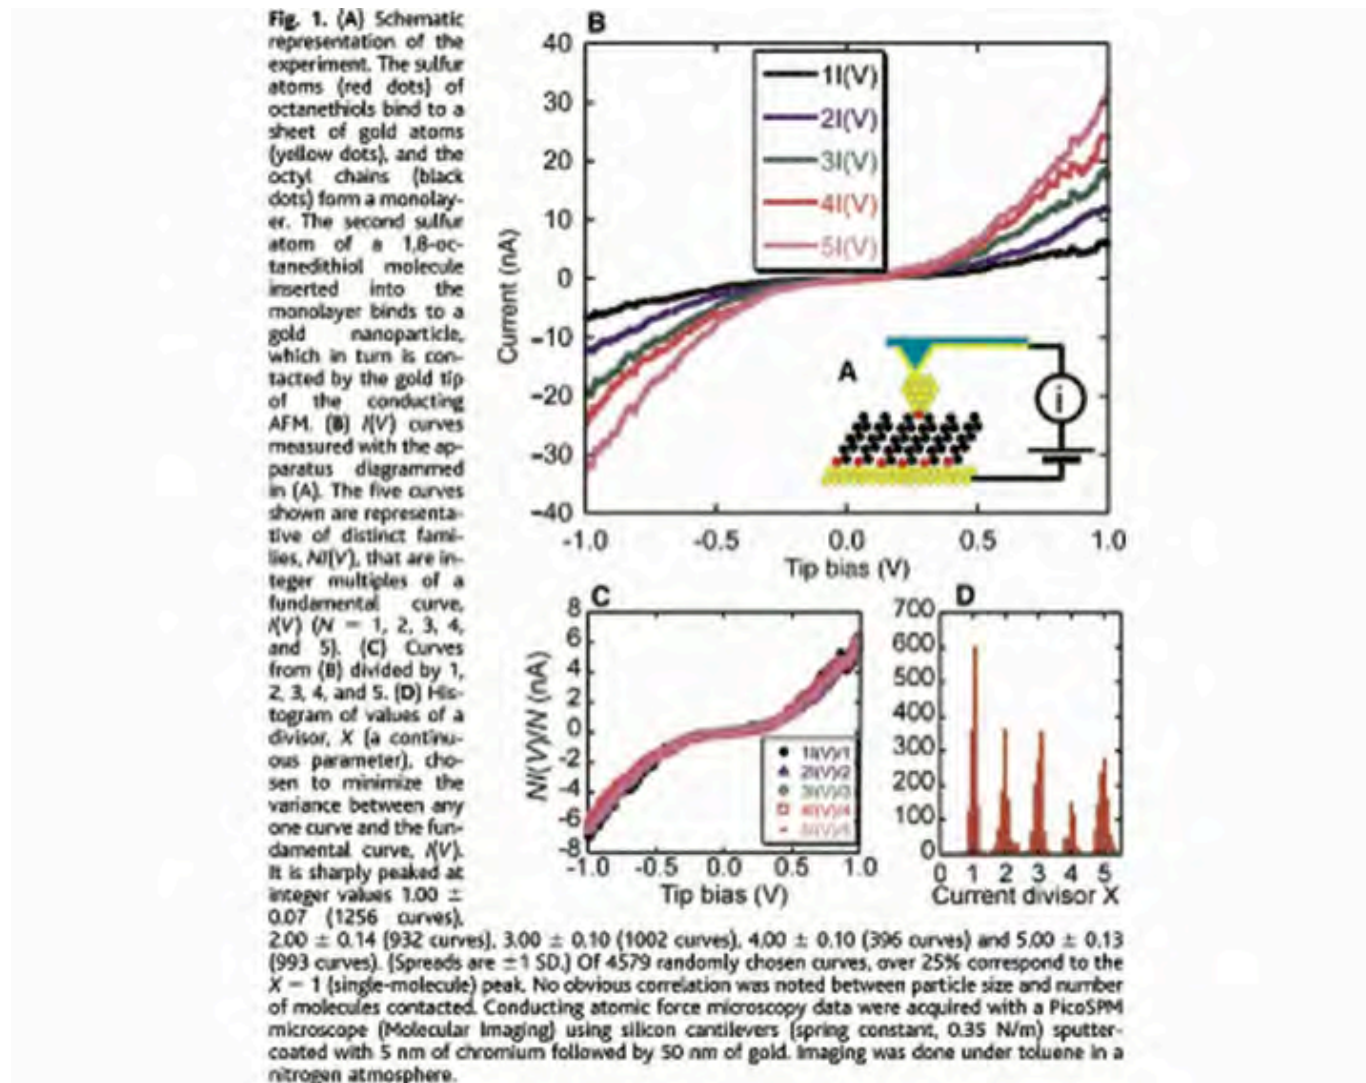 Fig. 1. (A) Schematic
representation of the
experiment. The sulfur
atoms (red dots) of
octanethiols bind to a
sheet of gold atoms
(yellow dots), and the
octyl chains (black
dots) form a monolay-
er. The second sulfur
atom of a 1,8-oc-
tanedithiol molecule
inserted into the
monolayer binds to a
gold nanoparticle,
which in turn is con-
tacted by the gold tip
of the conducting
AFM. (B) I(V) curves
measured with the ap-
paratus diagrammed
in (A). The five curves
shown are representa-
tive of distinct fami-
lies, NI(V), that are in-
teger multiples of a
fundamental curve,
I(V) (N = 1, 2, 3, 4,
and 5). (C) Curves
from (B) divided by 1,
2, 3, 4, and 5. (D) His-
togram of values of a
divisor, X (a continu-
ous parameter), cho-
sen to minimize the
variance between any
one curve and the fun-
damental curve, I(V).
It is sharply peaked at
integer values 1.00 ±
0.07 (1256 curves),
2.00 ± 0.14 (932 curves), 3.00 ± 0.10 (1002 curves), 4.00 ± 0.10 (396 curves) and 5.00 ± 0.13
(993 curves). (Spreads are ±1 SD.) Of 4579 randomly chosen curves, over 25% correspond to the
X = 1 (single-molecule) peak. No obvious correlation was noted between particle size and number
of molecules contacted. Conducting atomic force microscopy data were acquired with a PicoSPM
microscope (Molecular Imaging) using silicon cantilevers (spring constant, 0.35 N/m) sputter-
coated with 5 nm of chromium followed by 50 nm of gold. Imaging was done under toluene in a
nitrogen atmosphere.
B
40
30
20
10
0
-10
-20
-30
-40
Current (nA)
1I(V)
2I(V)
3I(V)
4I(V)
5I(V)
A
i
-1.0 -0.5 0.0 0.5 1.0
Tip bias (V)
C
8
6
4
2
0
-2
-4
-6
-8
NI(V)/N (nA)
1I(V)/1
2I(V)/2
3I(V)/3
4I(V)/4
5I(V)/5
-1.0 -0.5 0.0 0.5 1.0
Tip bias (V)
D
700
600
500
400
300
200
100
0
0 1 2 3 4 5
Current divisor X